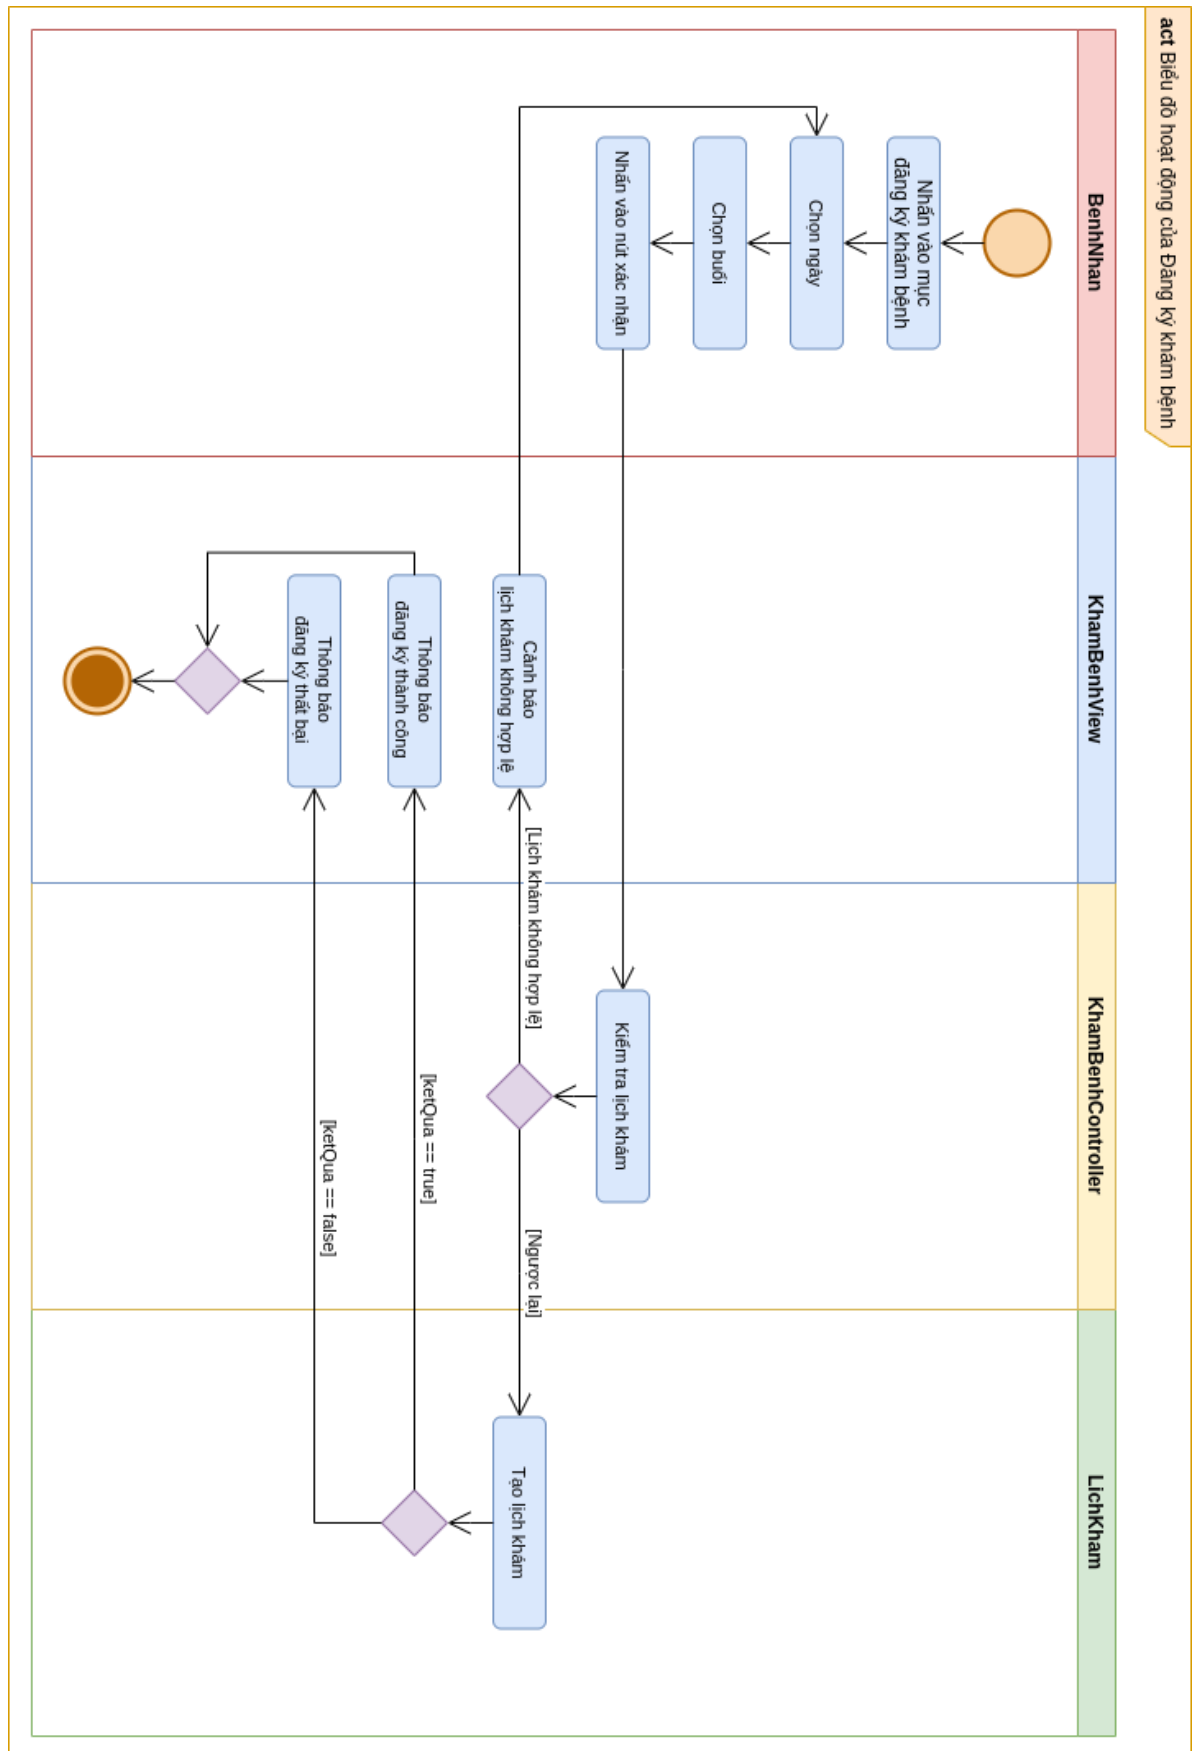 act Biểu đồ hoạt động của Đăng ký khám bệnh
BenhNhan
KhamBenhView
KhamBenhController
LichKham
Nhấn vào mục
đăng ký khám bệnh
Chọn ngày
Chọn buổi
Nhấn vào nút xác nhận
Kiểm tra lịch khám
[Lịch khám không hợp lệ]
[Ngược lại]
Cảnh báo
lịch khám không hợp lệ
Tạo lịch khám
[ketQua == true]
Thông báo
đăng ký thành công
[ketQua == false]
Thông báo
đăng ký thất bại